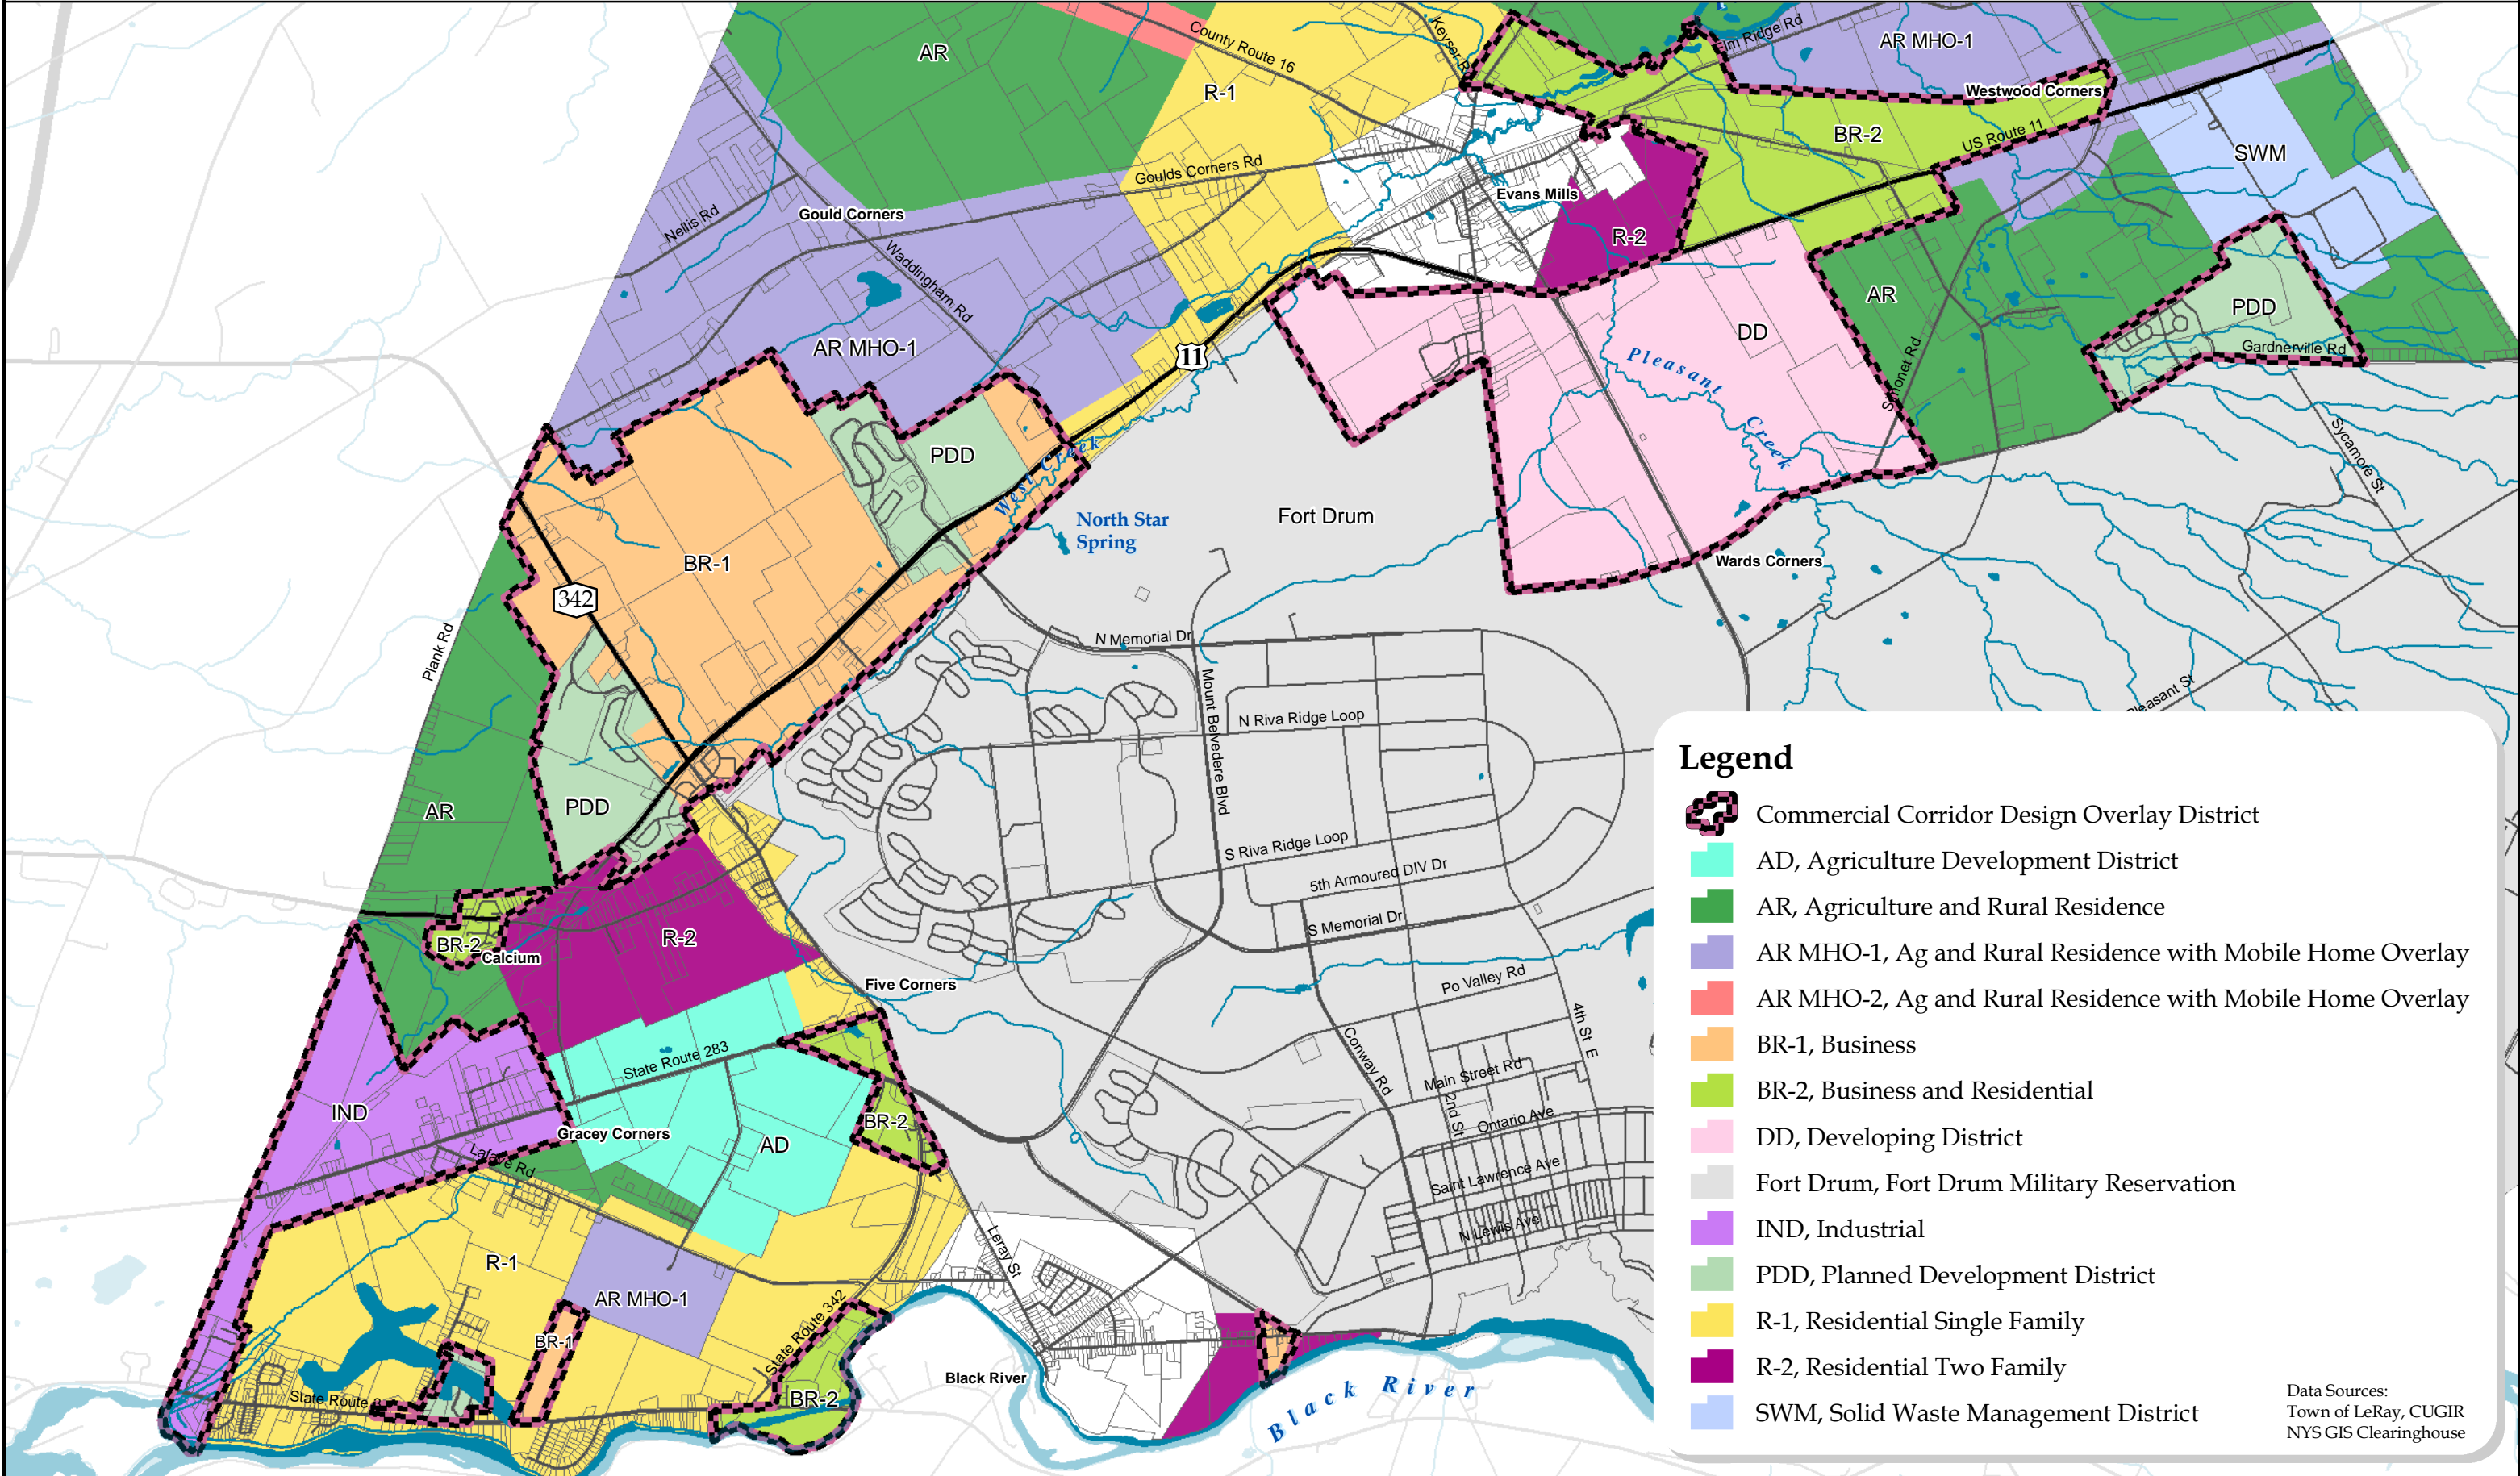 AR
County Route 16
R-1
Elm Ridge Rd
AR MHO-1
Westwood Corners
BR-2
US Route 11
SWM
Goulds Corners Rd
Evans Mills
R-2
Nellis Rd
Gould Corners
Waddingham Rd
AR MHO-1
11
DD
AR
PDD
Gardnerville Rd
Pleasant
Creek
Sycamore St
PDD
West Creek
North Star
Spring
Fort Drum
BR-1
342
Wards Corners
Plank Rd
N Memorial Dr
Mount Belvedere Blvd
N Riva Ridge Loop
S Riva Ridge Loop
5th Armoured DIV Dr
S Memorial Dr
AR
PDD
R-2
BR-2
Calcium
Five Corners
Po Valley Rd
4th St E
Conway Rd
Main Street Rd
2nd St
Ontario Ave
Saint Lawrence Ave
N Lewis Ave
State Route 283
IND
Gracey Corners
AD
BR-2
Lafave Rd
R-1
AR MHO-1
BR-1
State Route 342
Leray St
State Route
BR-2
Black River
Black River
Legend
Commercial Corridor Design Overlay District
AD, Agriculture Development District
AR, Agriculture and Rural Residence
AR MHO-1, Ag and Rural Residence with Mobile Home Overlay
AR MHO-2, Ag and Rural Residence with Mobile Home Overlay
BR-1, Business
BR-2, Business and Residential
DD, Developing District
Fort Drum, Fort Drum Military Reservation
IND, Industrial
PDD, Planned Development District
R-1, Residential Single Family
R-2, Residential Two Family
SWM, Solid Waste Management District
Data Sources:
Town of LeRay, CUGIR
NYS GIS Clearinghouse